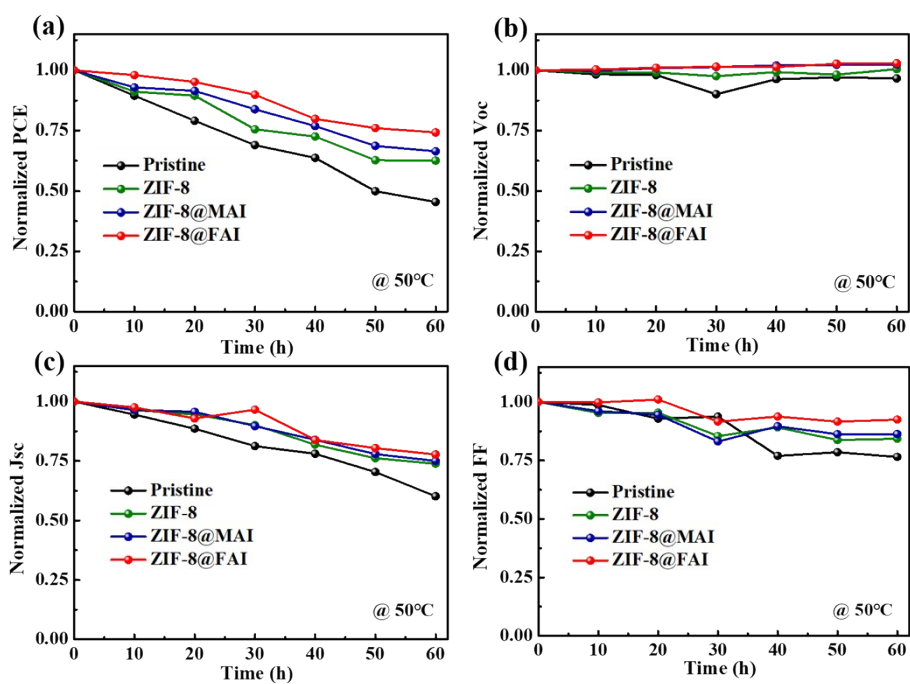 (a)
Normalized PCE
1.00
0.75
0.50
0.25
0.00
Pristine
ZIF-8
ZIF-8@MAI
ZIF-8@FAI
@ 50°C
0 10 20 30 40 50 60
Time (h)
(b)
Normalized Voc
1.00
0.75
0.50
0.25
0.00
Pristine
ZIF-8
ZIF-8@MAI
ZIF-8@FAI
@ 50°C
0 10 20 30 40 50 60
Time (h)
(c)
Normalized Jsc
1.00
0.75
0.50
0.25
0.00
Pristine
ZIF-8
ZIF-8@MAI
ZIF-8@FAI
@ 50°C
0 10 20 30 40 50 60
Time (h)
(d)
Normalized FF
1.00
0.75
0.50
0.25
0.00
Pristine
ZIF-8
ZIF-8@MAI
ZIF-8@FAI
@ 50°C
0 10 20 30 40 50 60
Time (h)